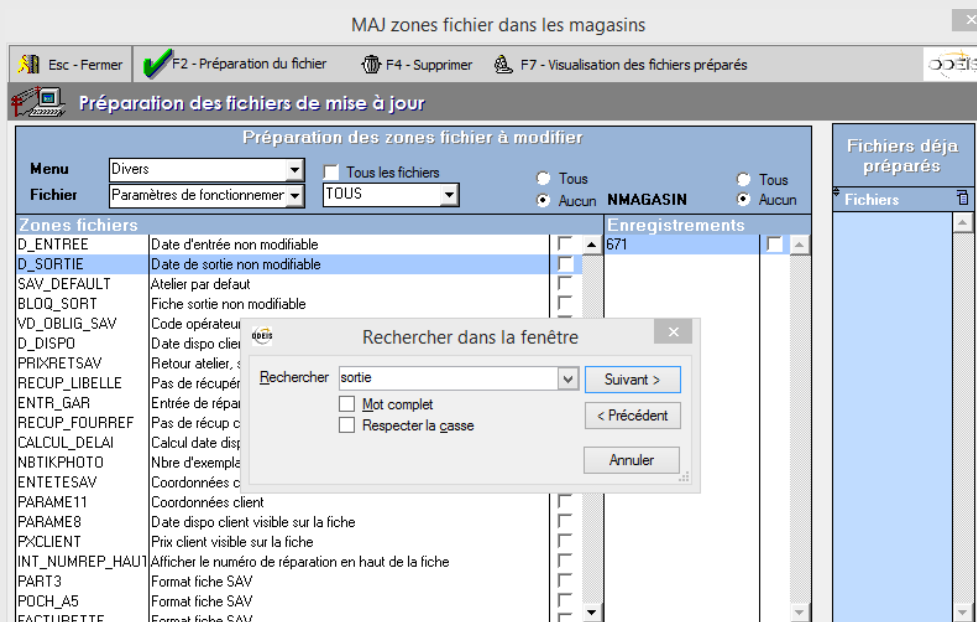 MAJ zones fichier dans les magasins
Esc - Fermer F2 - Préparation du fichier F4 - Supprimer F7 - Visualisation des fichiers préparés
Préparation des fichiers de mise à jour
Préparation des zones fichier à modifier
Menu Divers Tous les fichiers
Fichier Paramètres de fonctionnemer TOUS
Tous
Aucun NMAGASIN
Tous
Aucun
Zones fichiers Enregistrements
D_ENTREE Date d'entrée non modifiable 671
D_SORTIE Date de sortie non modifiable
SAV_DEFAULT Atelier par defaut
BLOQ_SORT Fiche sortie non modifiable
VD_OBLIG_SAV Code opérateur
D_DISPO Date dispo clier
PRIXRETSAV Retour atelier, s
RECUP_LIBELLE Pas de récupér
ENTR_GAR Entrée de répar
RECUP_FOURREF Pas de récup c
CALCUL_DELAI Calcul date disp
NBTIKPHOTO Nbre d'exempla
ENTETESAV Coordonnées c
PARAME11 Coordonnées client
PARAME8 Date dispo client visible sur la fiche
PXCLIENT Prix client visible sur la fiche
INT_NUMREP_HAUT Afficher le numéro de réparation en haut de la fiche
PART3 Format fiche SAV
POCH_A5 Format fiche SAV
FACTURETTE Format fiche SAV
Fichiers déja
préparés
Fichiers
ODEIS
Rechercher dans la fenêtre
Rechercher sortie Suivant >
Mot complet
Respecter la casse
< Précédent
Annuler